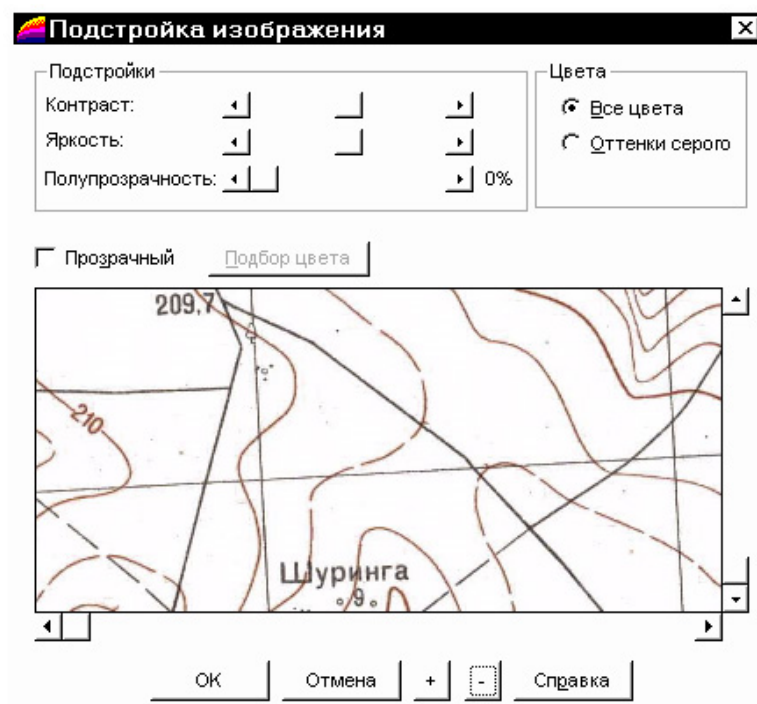 Подстройка изображения
Подстройки
Контраст:
Яркость:
Полупрозрачность:
0%
Цвета
Все цвета
Оттенки серого
Прозрачный
Подбор цвета
209,7
210
Шуринга
9
ОК
Отмена
+
-
Справка